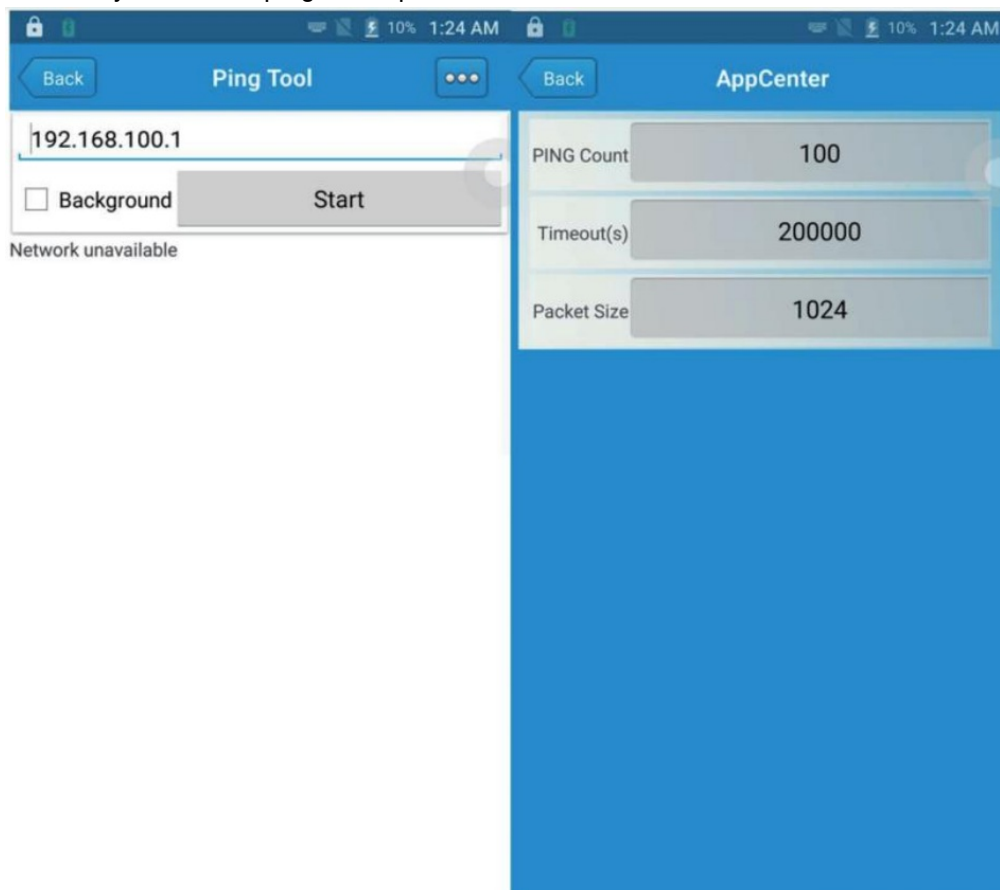 10% 1:24 AM
Back Ping Tool
192.168.100.1
Background Start
Network unavailable
10% 1:24 AM
Back AppCenter
PING Count 100
Timeout(s) 200000
Packet Size 1024